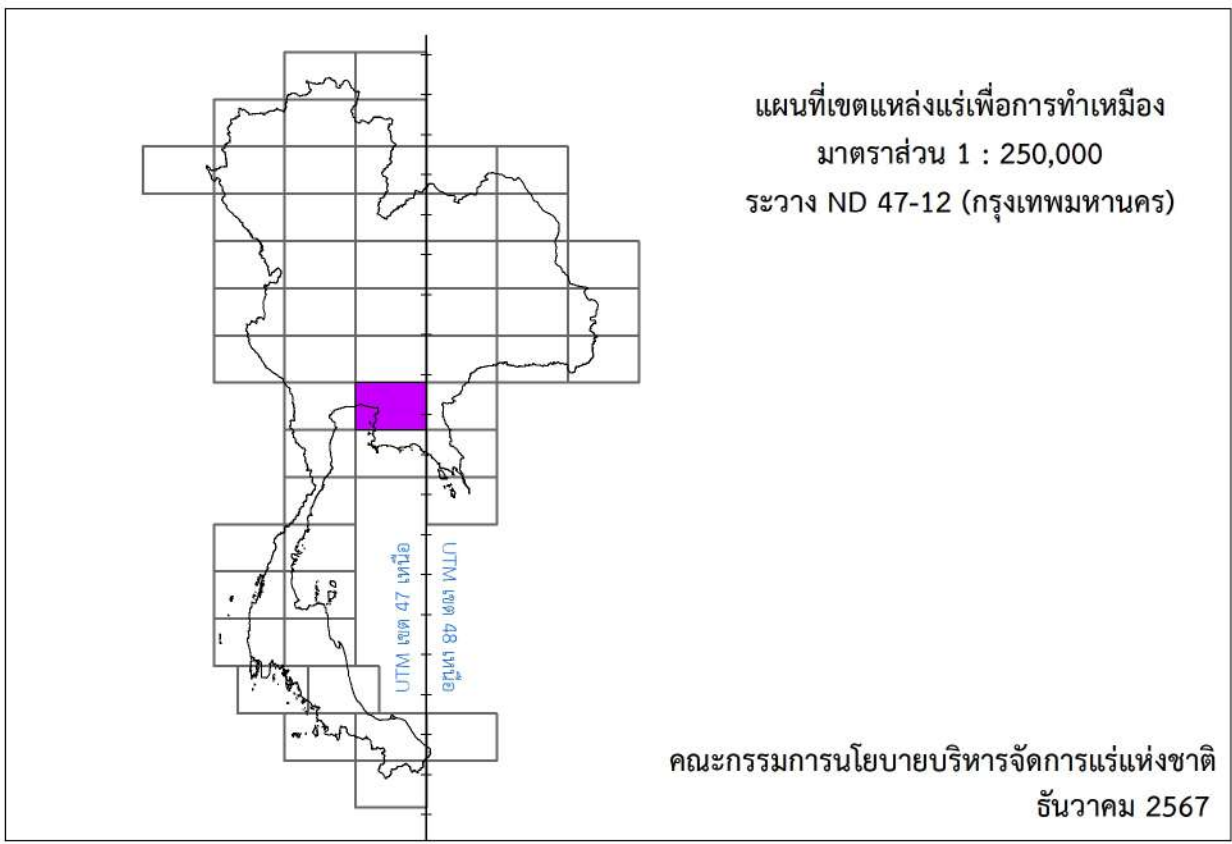 แผนที่เขตแหล่งแร่เพื่อการทำเหมือง
มาตราส่วน 1 : 250,000
ระวาง ND 47-12 (กรุงเทพมหานคร)
UTM เขต 47 เหนือ
UTM เขต 48 เหนือ
คณะกรรมการนโยบายบริหารจัดการแร่แห่งชาติ
ธันวาคม 2567